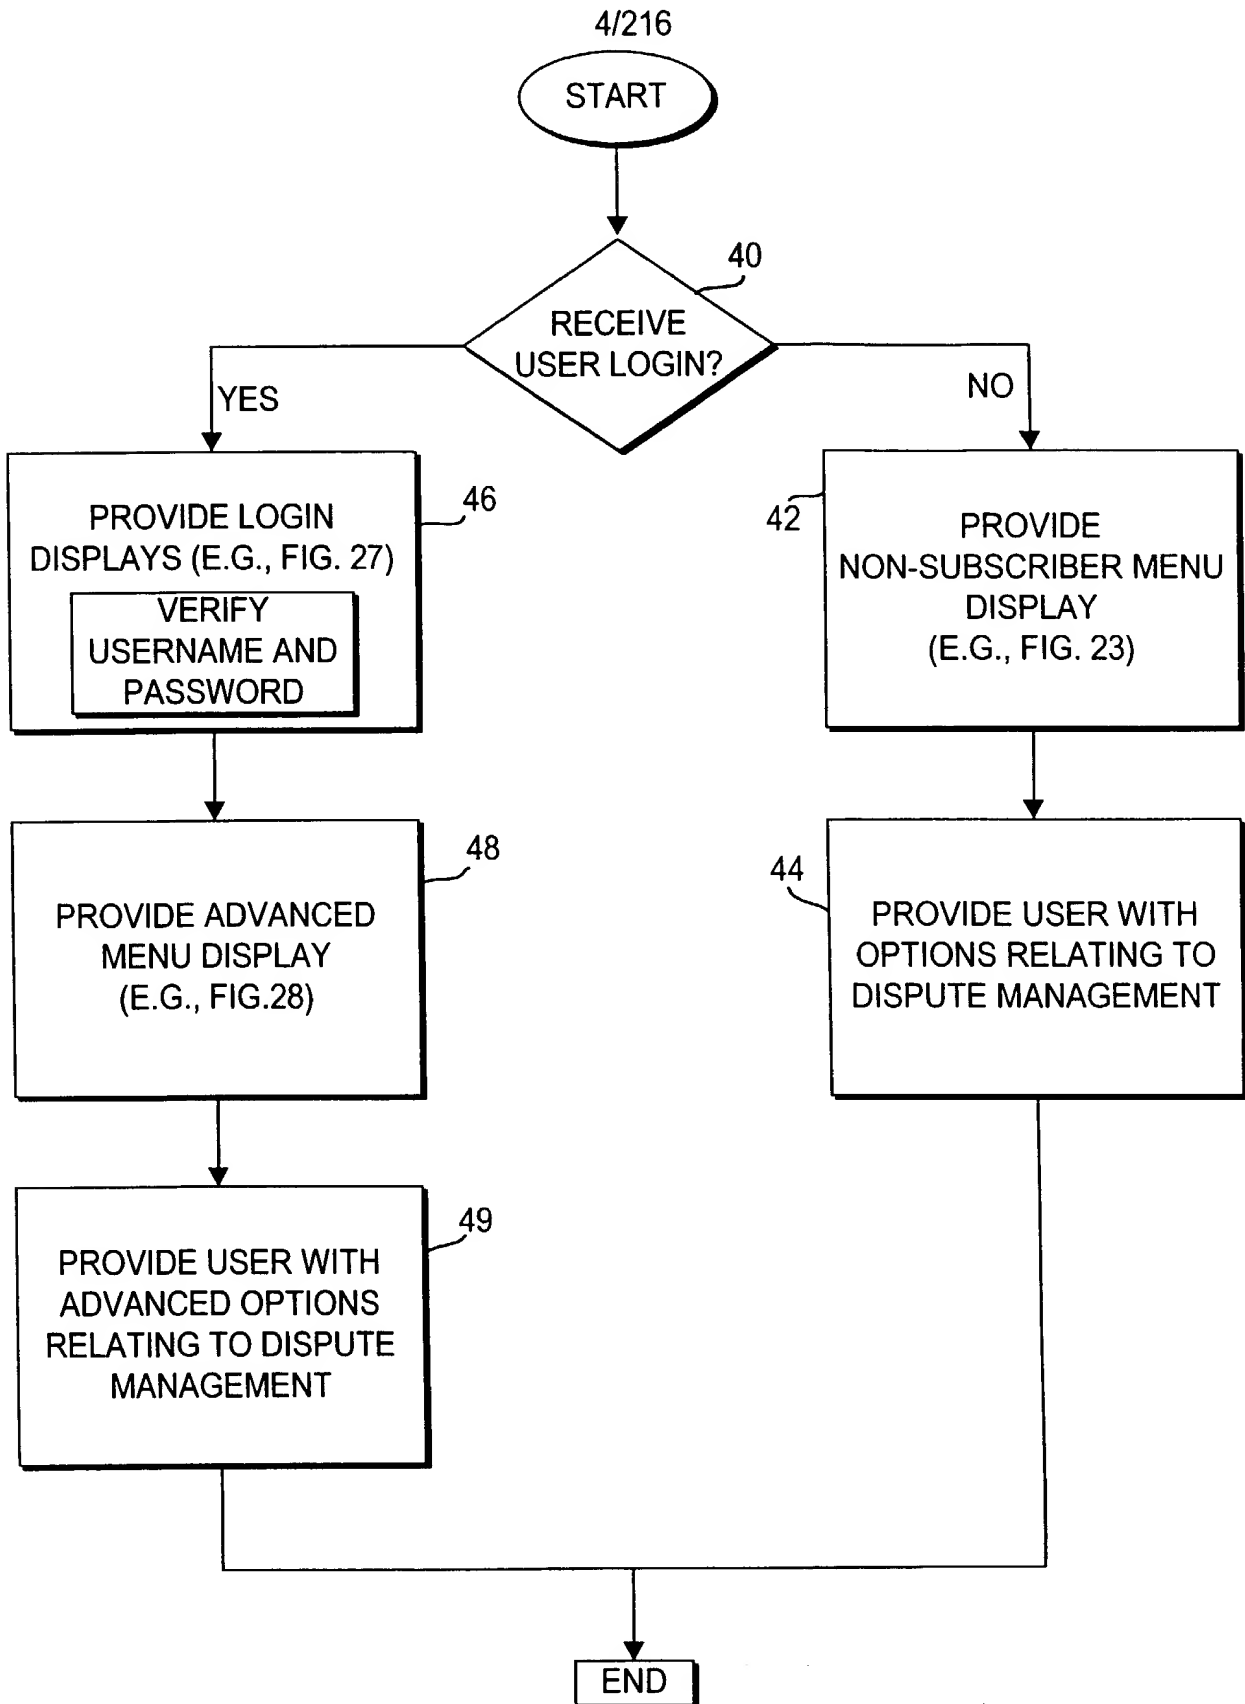 4/216
START
40
RECEIVE
USER LOGIN?
YES
NO
46
PROVIDE LOGIN
DISPLAYS (E.G., FIG. 27)
VERIFY
USERNAME AND
PASSWORD
42
PROVIDE
NON-SUBSCRIBER MENU
DISPLAY
(E.G., FIG. 23)
48
PROVIDE ADVANCED
MENU DISPLAY
(E.G., FIG.28)
44
PROVIDE USER WITH
OPTIONS RELATING TO
DISPUTE MANAGEMENT
49
PROVIDE USER WITH
ADVANCED OPTIONS
RELATING TO DISPUTE
MANAGEMENT
END